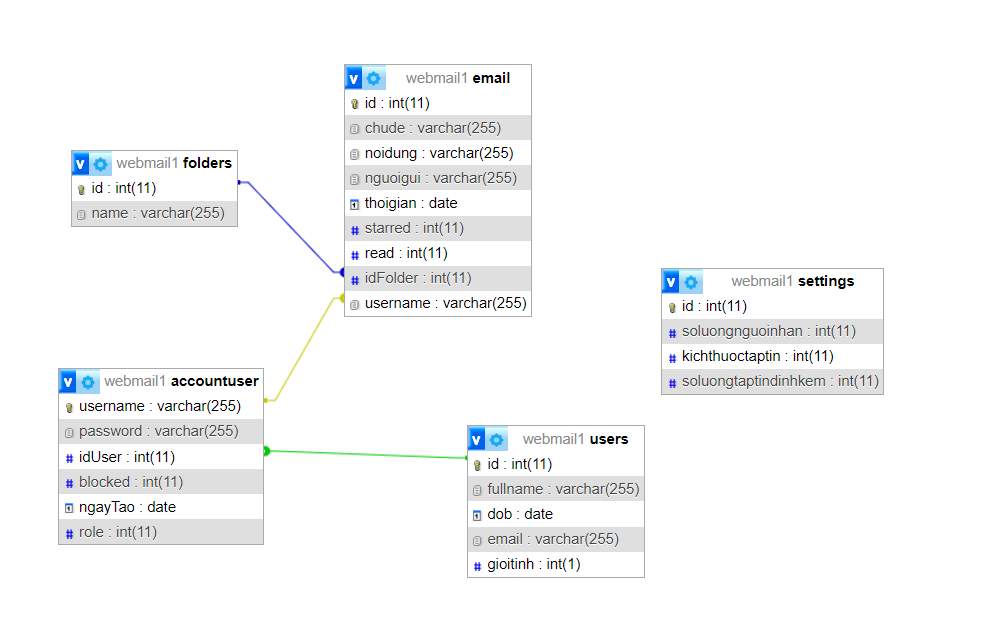 webmail1 email
id : int(11)
chude : varchar(255)
noidung : varchar(255)
nguoigui : varchar(255)
thoigian : date
starred : int(11)
read : int(11)
idFolder : int(11)
username : varchar(255)
webmail1 folders
id : int(11)
name : varchar(255)
webmail1 settings
id : int(11)
soluongnguoinhan : int(11)
kichthuoctaptin : int(11)
soluongtaptindinhkem : int(11)
webmail1 accountuser
username : varchar(255)
password : varchar(255)
idUser : int(11)
blocked : int(11)
ngayTao : date
role : int(11)
webmail1 users
id : int(11)
fullname : varchar(255)
dob : date
email : varchar(255)
gioitinh : int(1)